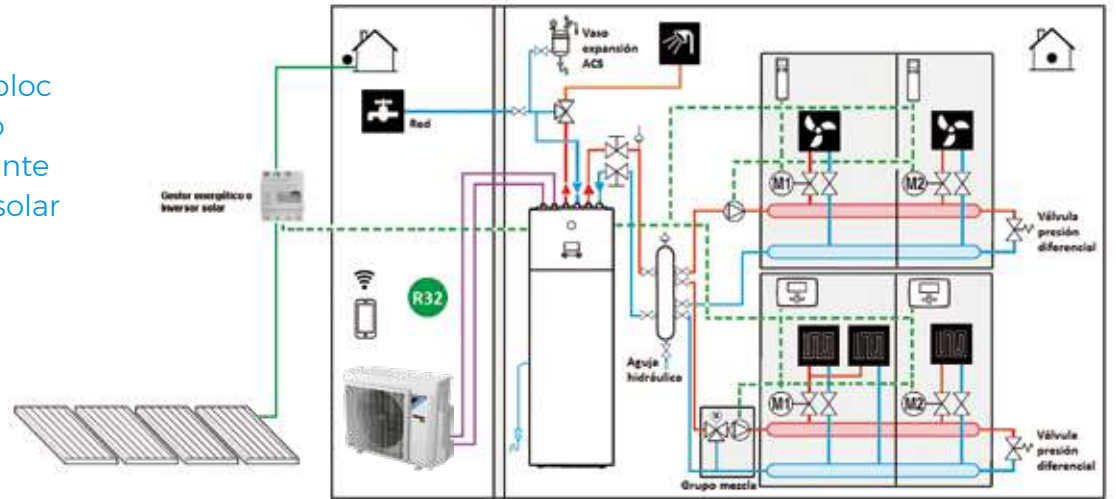 bloc
o
nte
solar
Vaso
expansión
ACS
Red
Gestor energético o
inversor solar
R32
M1
M2
Válvula
presión
diferencial
Aguja
hidráulica
M1
M2
Válvula
presión
diferencial
Grupo mezcla